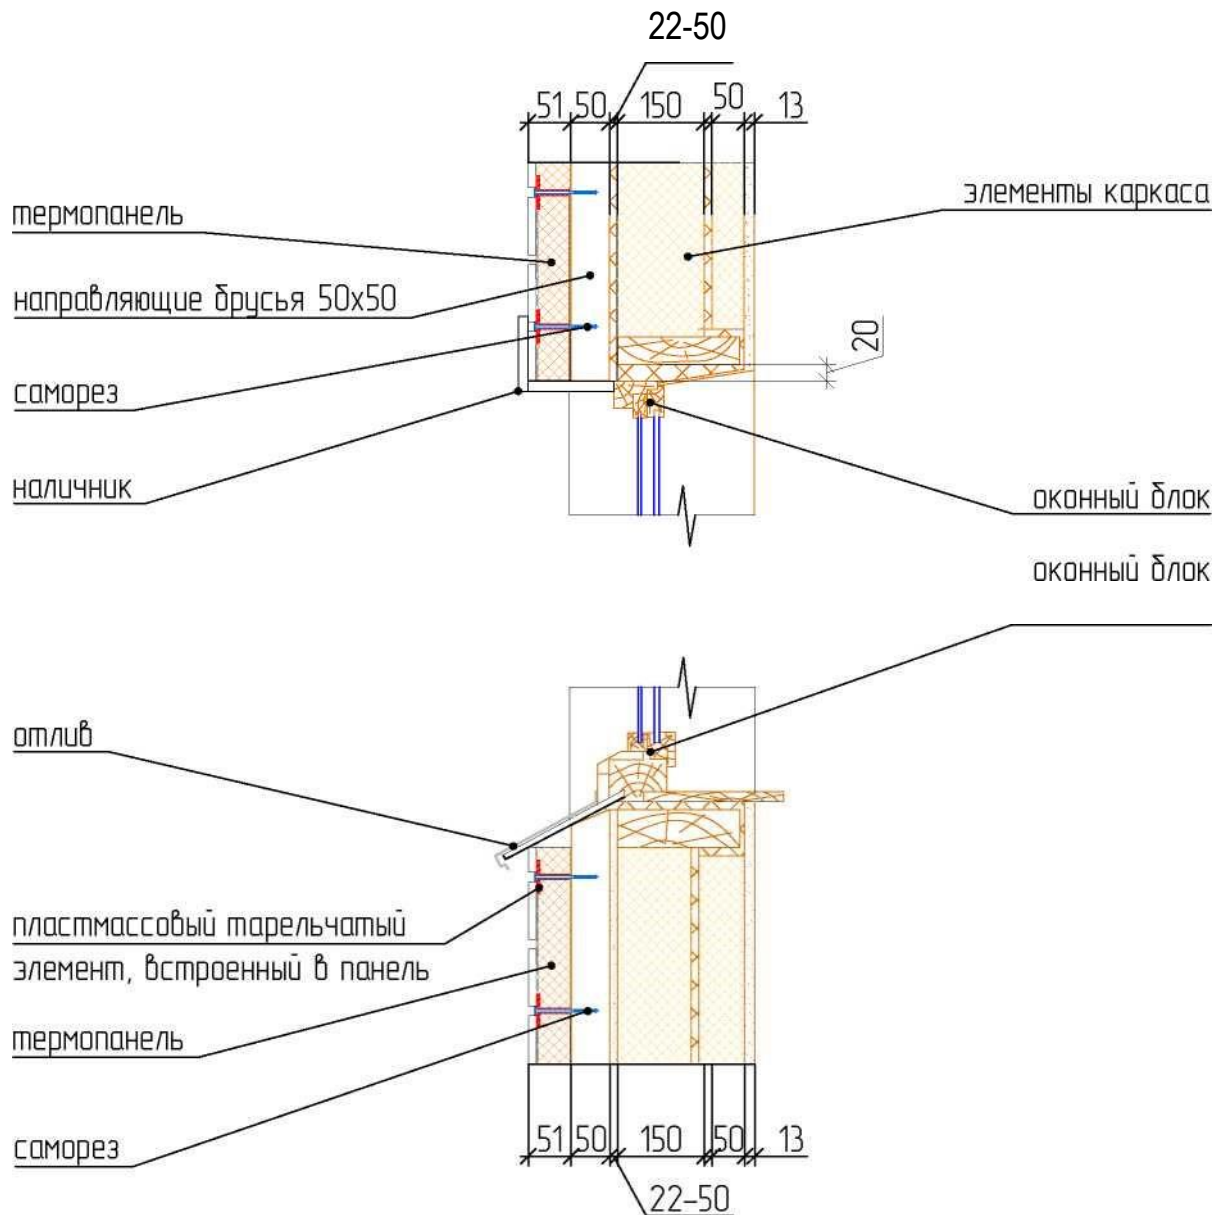 22-50
51 50 150 50 13
элементы каркаса
термопанель
направляющие брусья 50х50
20
саморез
наличник
оконный блок
оконный блок
отлив
пластмассовый тарельчатый
элемент, встроенный в панель
термопанель
саморез
51 50 150 50 13
22-50